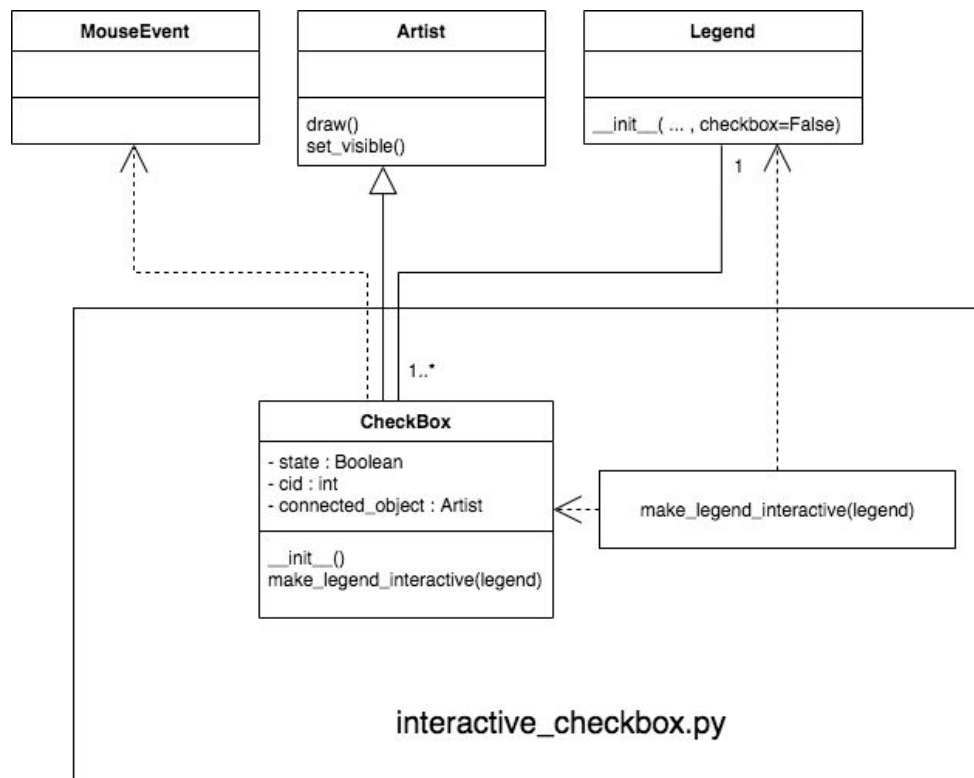 MouseEvent
Artist
draw()
set_visible()
Legend
__init__( ... , checkbox=False)
1
1..*
CheckBox
- state : Boolean
- cid : int
- connected_object : Artist
__init__()
make_legend_interactive(legend)
make_legend_interactive(legend)
interactive_checkbox.py